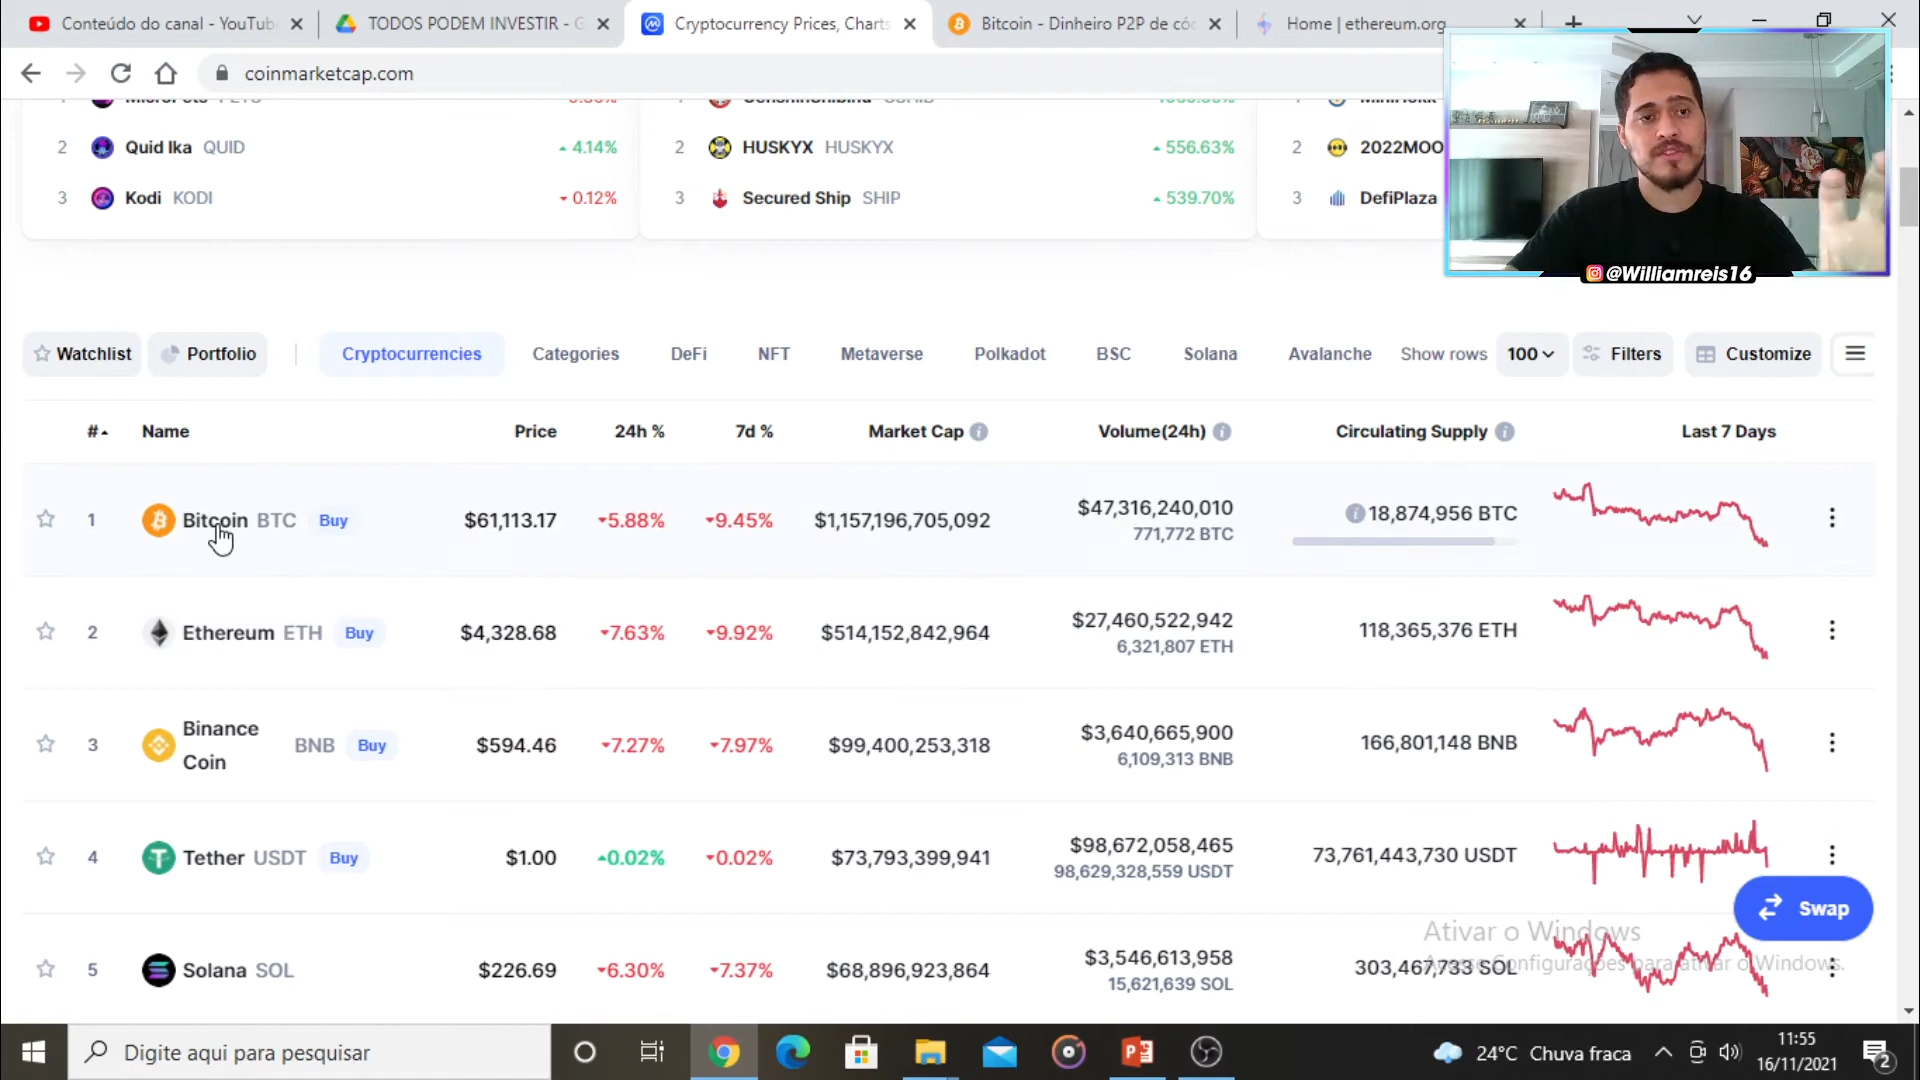 Conteúdo do canal - YouTub
TODOS PODEM INVESTIR - G
Cryptocurrency Prices, Charts
Bitcoin - Dinheiro P2P de cód
Home | ethereum.org
coinmarketcap.com
2 Quid Ika QUID 4.14%
2 HUSKYX HUSKYX 556.63%
2 2022MOO
3 Kodi KODI 0.12%
3 Secured Ship SHIP 539.70%
3 DefiPlaza
@Williamreis16
Watchlist Portfolio Cryptocurrencies Categories DeFi NFT Metaverse Polkadot BSC Solana Avalanche Show rows 100 Filters Customize
# Name Price 24h % 7d % Market Cap Volume(24h) Circulating Supply Last 7 Days
1 Bitcoin BTC Buy $61,113.17 5.88% 9.45% $1,157,196,705,092 $47,316,240,010 18,874,956 BTC
771,772 BTC
2 Ethereum ETH Buy $4,328.68 7.63% 9.92% $514,152,842,964 $27,460,522,942 118,365,376 ETH
6,321,807 ETH
3 Binance Coin BNB Buy $594.46 7.27% 7.97% $99,400,253,318 $3,640,665,900 166,801,148 BNB
6,109,313 BNB
4 Tether USDT Buy $1.00 0.02% 0.02% $73,793,399,941 $98,672,058,465 73,761,443,730 USDT
98,629,328,559 USDT
Swap
Ativar o Windows
5 Solana SOL $226.69 6.30% 7.37% $68,896,923,864 $3,546,613,958 303,467,733 SOL
15,621,639 SOL
Acesse Configurações para ativar o Windows.
Digite aqui para pesquisar
24°C Chuva fraca
11:55
16/11/2021
2